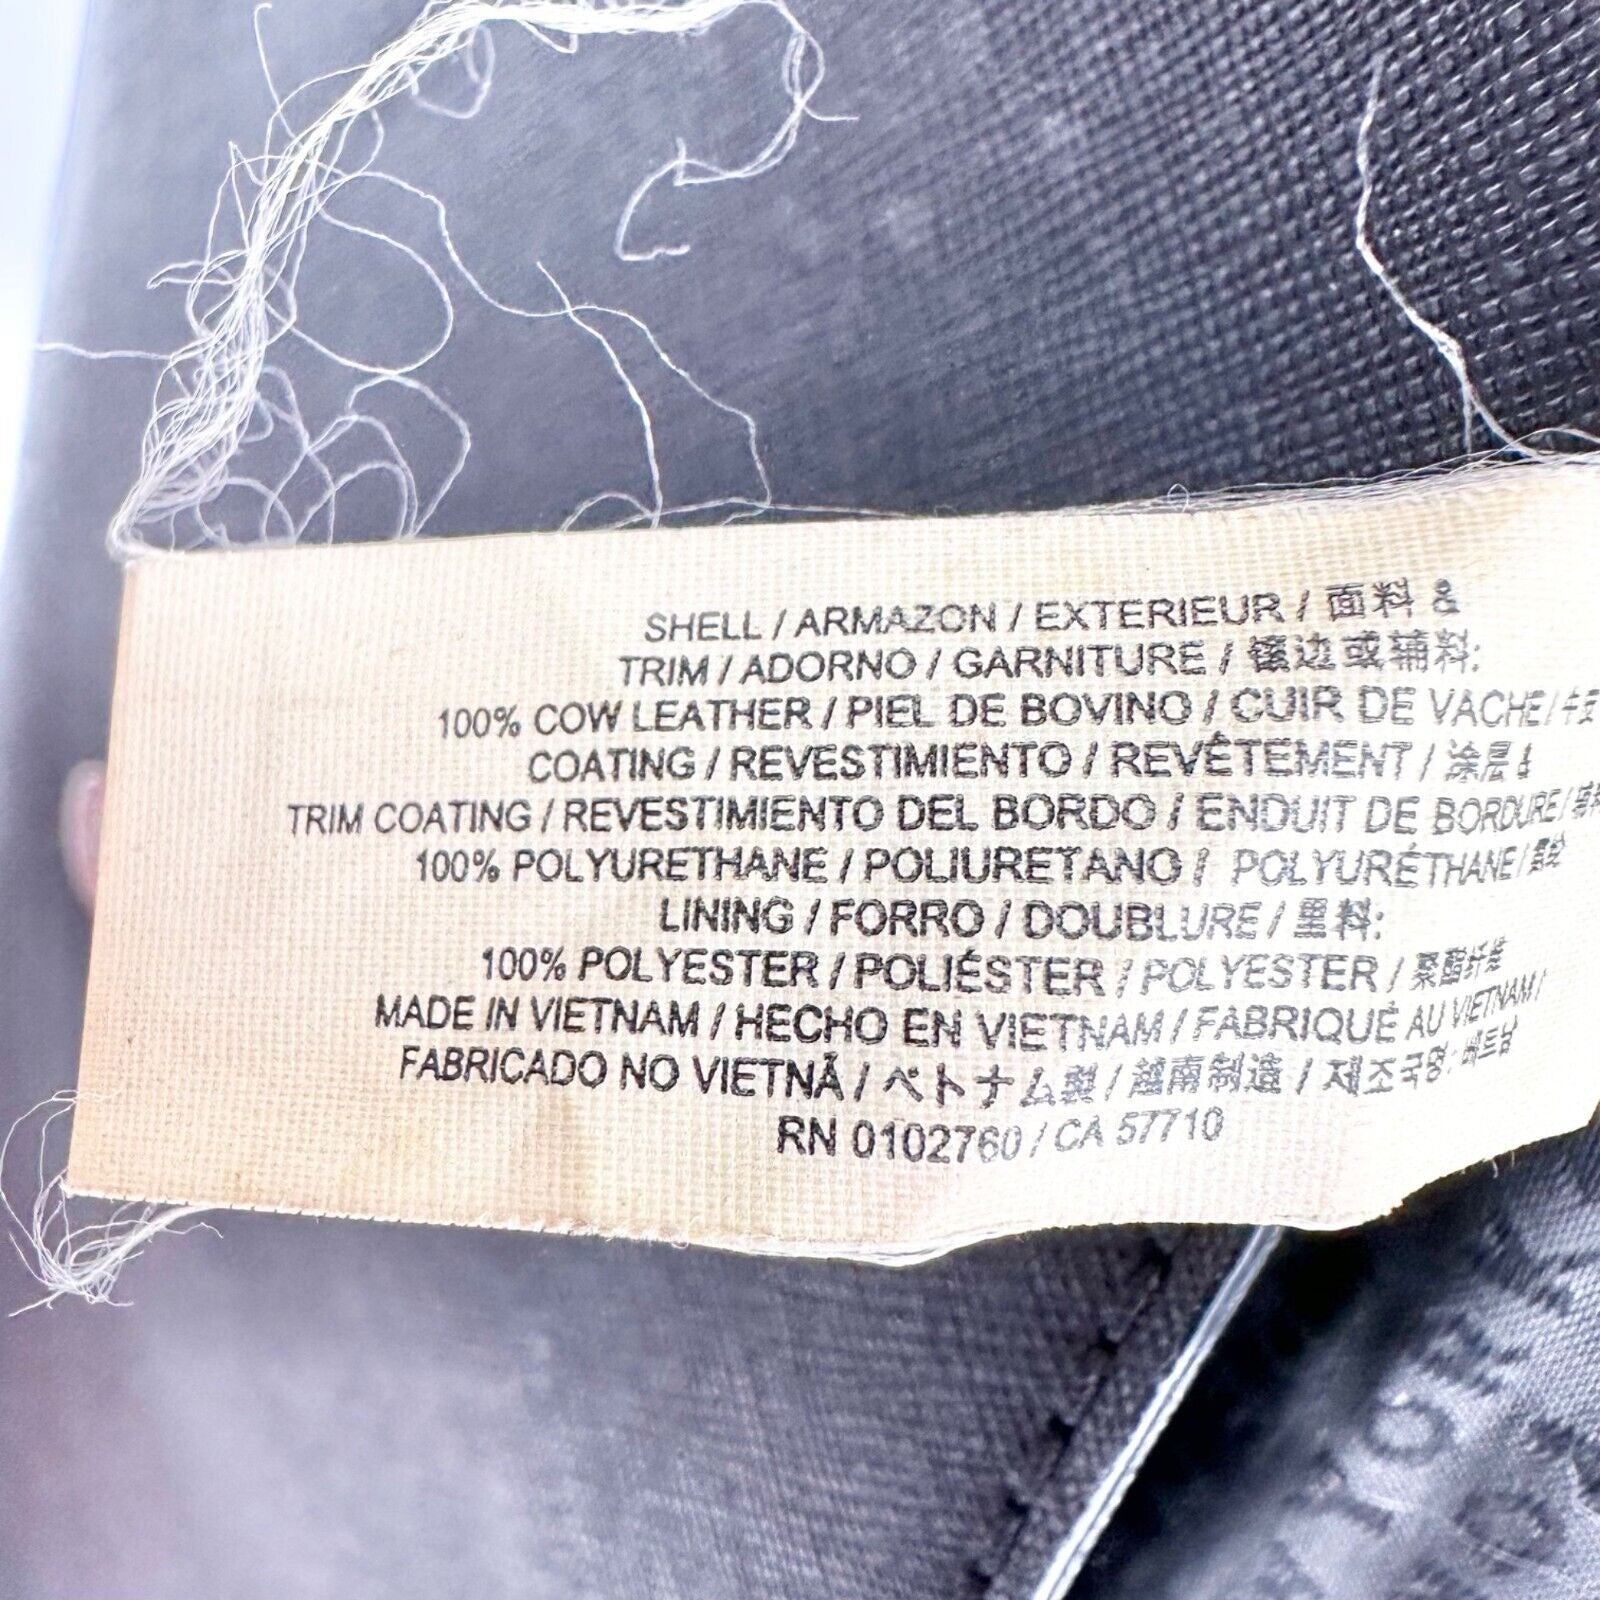 SHELL / ARMAZON / EXTERIEUR / 面料 &
TRIM / ADORNO / GARNITURE / 镶边或辅料:
100% COW LEATHER / PIEL DE BOVINO / CUIR DE VACHE /
COATING / REVESTIMIENTO / REVÊTEMENT / 涂层 &
TRIM COATING / REVESTIMIENTO DEL BORDO / ENDUIT DE BORDURE /
100% POLYURETHANE / POLIURETANO / POLYURÉTHANE /
LINING / FORRO / DOUBLURE / 里料:
100% POLYESTER / POLIÉSTER / POLYESTER / 聚酯纤维
MADE IN VIETNAM / HECHO EN VIETNAM / FABRIQUÉ AU VIETNAM /
FABRICADO NO VIETNÃ / ベトナム製 / 越南制造 / 제조국명: 베트남
RN 0102760 / CA 57710